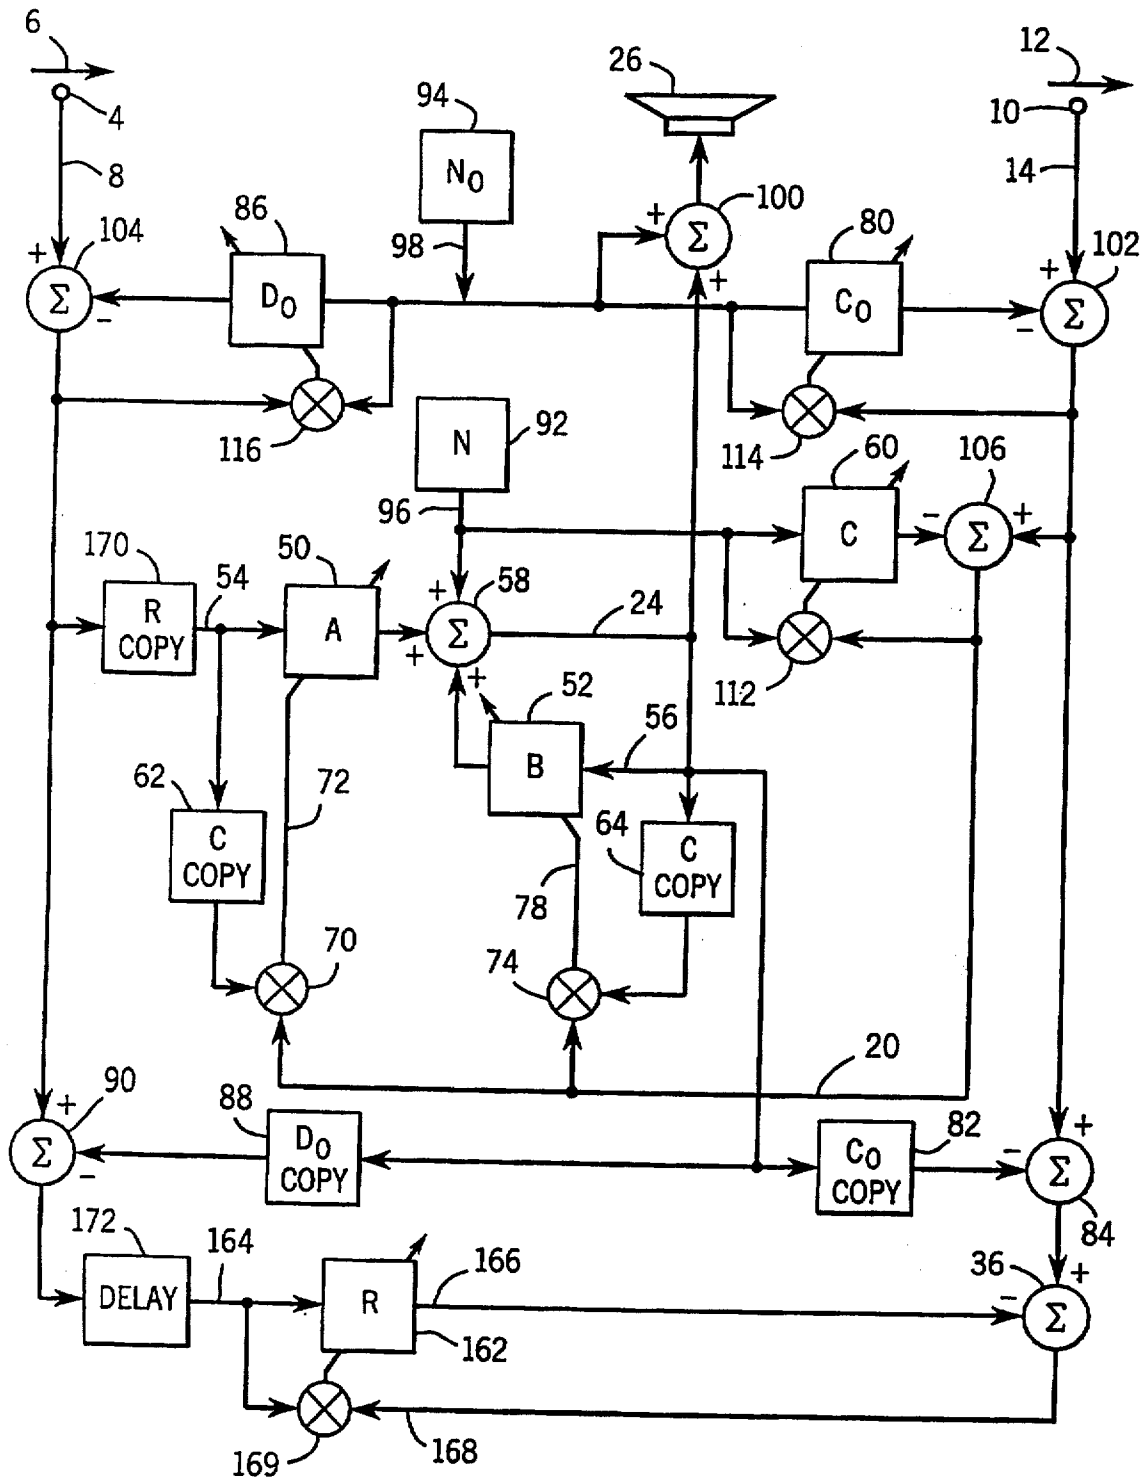 6
12
26
4
94
10
8
N0
14
86
+
100
80
104
98
Σ
102
+
+
+
Σ
D0
C0
Σ
−
−
116
N
92
114
60
106
96
C
−
Σ
+
170
54
50
+
58
24
R
COPY
A
Σ
+
+
112
52
56
62
B
72
64
C
COPY
C
COPY
78
70
74
20
90
+
88
82
+
Σ
D0
COPY
C0
COPY
−
Σ
−
84
172
164
166
36
+
DELAY
R
−
Σ
162
169
168